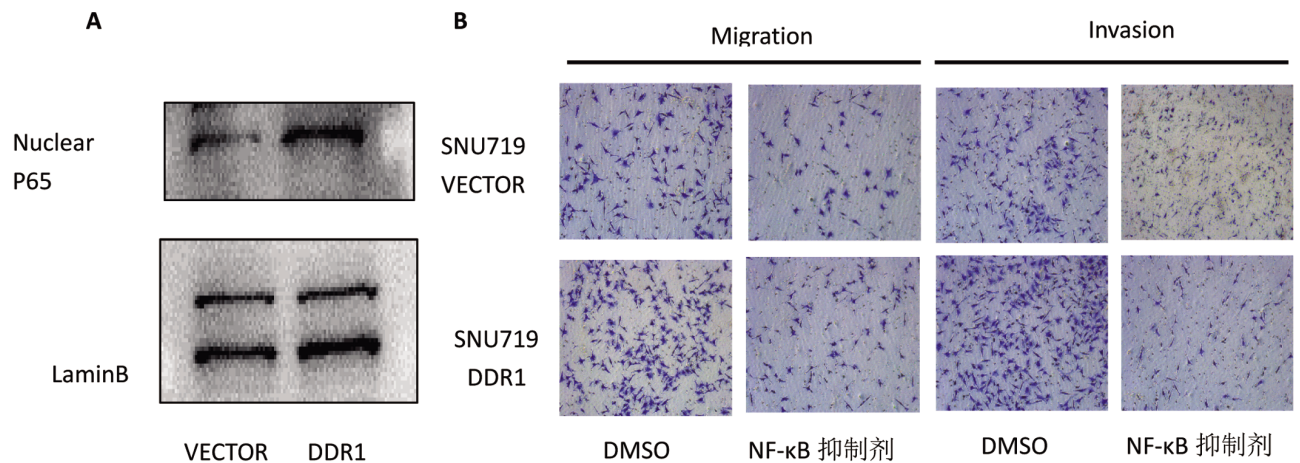 A
B
Migration
Invasion
Nuclear
P65
SNU719
VECTOR
SNU719
DDR1
LaminB
VECTOR
DDR1
DMSO
NF-κB 抑制剂
DMSO
NF-κB 抑制剂